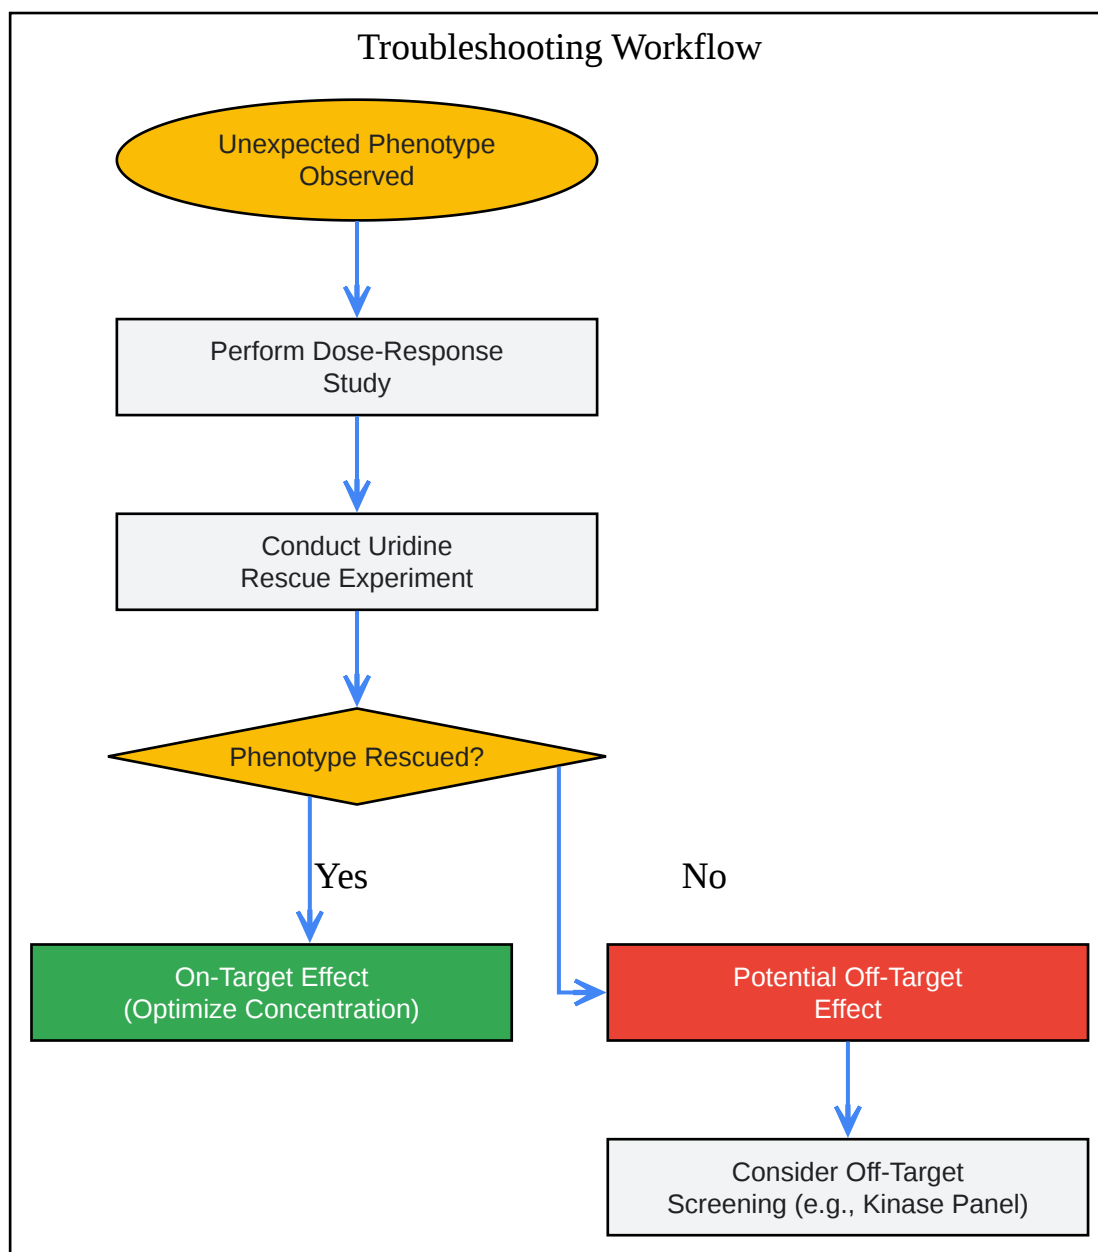 Troubleshooting Workflow
Unexpected Phenotype
Observed
Perform Dose-Response
Study
Conduct Uridine
Rescue Experiment
Phenotype Rescued?
Yes
No
On-Target Effect
(Optimize Concentration)
Potential Off-Target
Effect
Consider Off-Target
Screening (e.g., Kinase Panel)